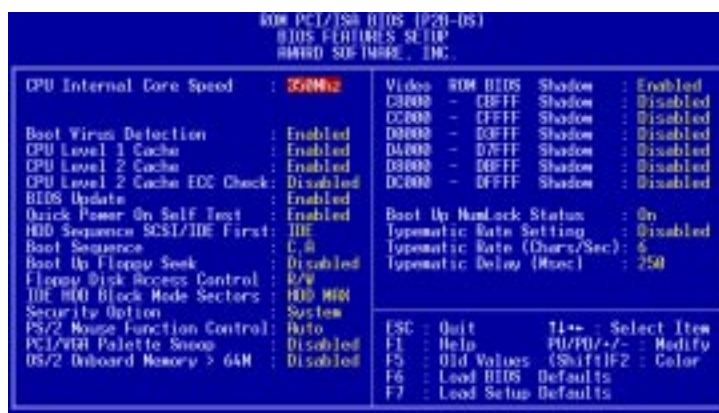 ROM PCI/ISA BIOS (P2B-DS)
BIOS FEATURES SETUP
AWARD SOFTWARE, INC.
CPU Internal Core Speed : 350Mhz
Boot Virus Detection : Enabled
CPU Level 1 Cache : Enabled
CPU Level 2 Cache : Enabled
CPU Level 2 Cache ECC Check: Disabled
BIOS Update : Enabled
Quick Power On Self Test : Enabled
HDD Sequence SCSI/IDE First: IDE
Boot Sequence : C,A
Boot Up Floppy Seek : Disabled
Floppy Disk Access Control : R/W
IDE HDD Block Mode Sectors : HDD MAX
Security Option : System
PS/2 Mouse Function Control: Auto
PCI/VGA Palette Snoop : Disabled
OS/2 Onboard Memory > 64M : Disabled
Video ROM BIOS Shadow : Enabled
C8000 - CBFFF Shadow : Disabled
CC000 - CFFFF Shadow : Disabled
D0000 - D3FFF Shadow : Disabled
D4000 - D7FFF Shadow : Disabled
D8000 - DBFFF Shadow : Disabled
DC000 - DFFFF Shadow : Disabled
Boot Up NumLock Status : On
Typematic Rate Setting : Disabled
Typematic Rate (Chars/Sec): 6
Typematic Delay (Msec) : 250
ESC : Quit ↑↓→← : Select Item
F1 : Help PU/PD/+/- : Modify
F5 : Old Values (Shift)F2 : Color
F6 : Load BIOS Defaults
F7 : Load Setup Defaults